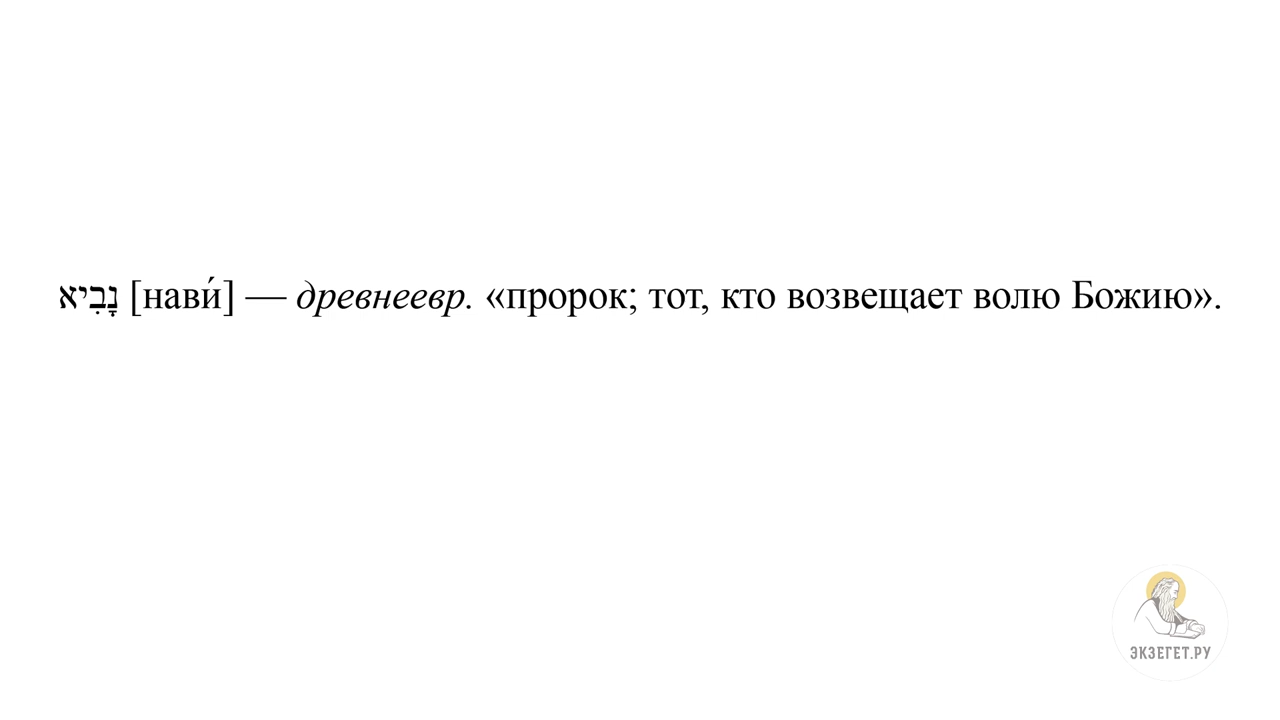 נָבִיא [нави́] — древнеевр. «пророк; тот, кто возвещает волю Божию».
ЭКЗЕГЕТ.РУ